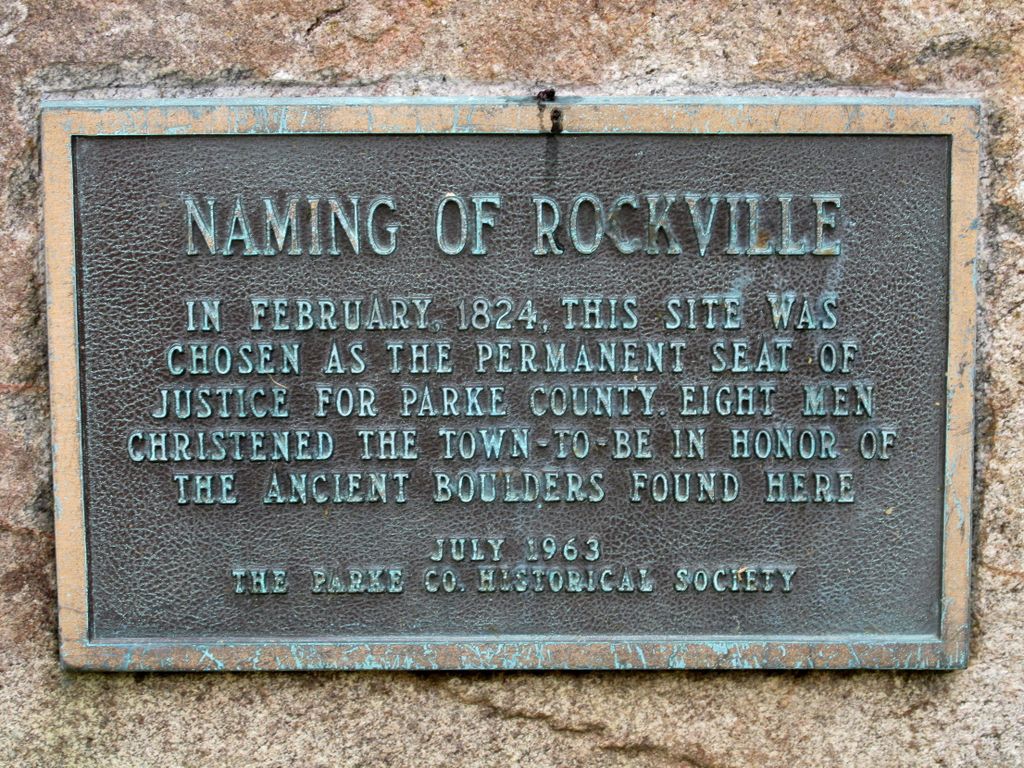 NAMING OF ROCKVILLE
IN FEBRUARY, 1824, THIS SITE WAS
CHOSEN AS THE PERMANENT SEAT OF
JUSTICE FOR PARKE COUNTY. EIGHT MEN
CHRISTENED THE TOWN-TO-BE IN HONOR OF
THE ANCIENT BOULDERS FOUND HERE
JULY 1963
THE PARKE CO. HISTORICAL SOCIETY